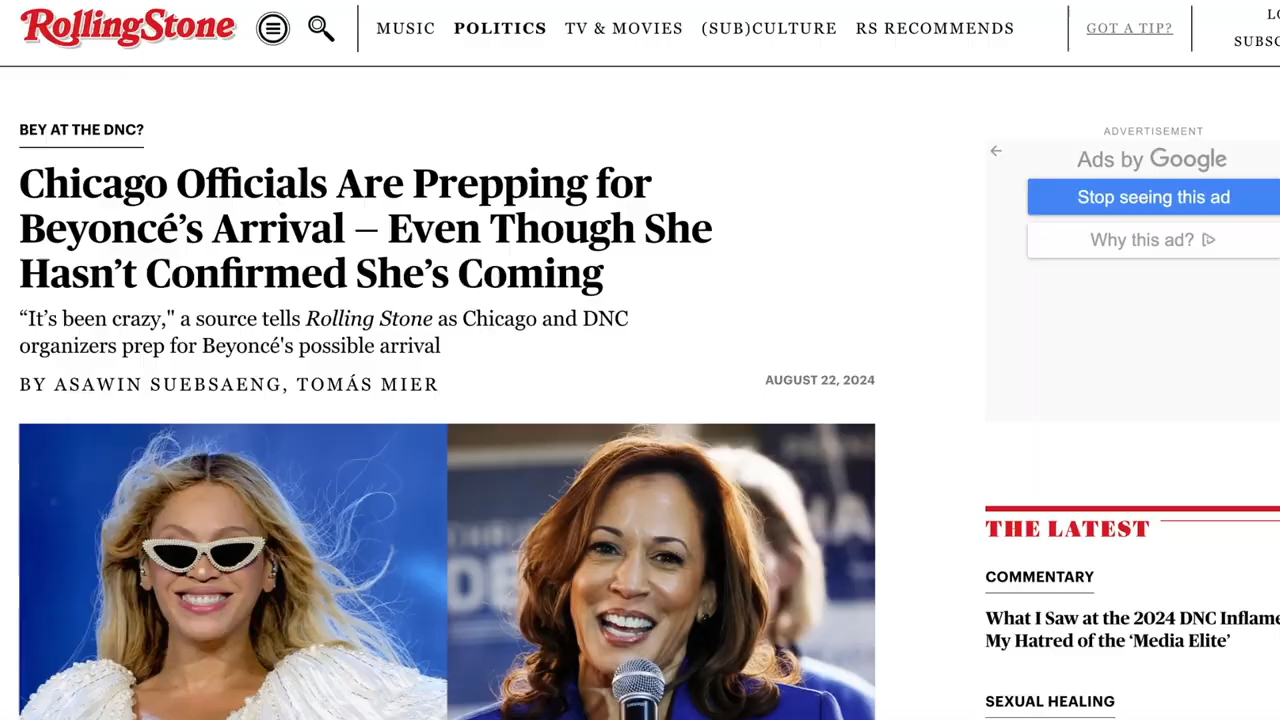 RollingStone
MUSIC POLITICS TV & MOVIES (SUB)CULTURE RS RECOMMENDS GOT A TIP?
SUBSC
BEY AT THE DNC?
Chicago Officials Are Prepping for
Beyoncé’s Arrival – Even Though She
Hasn’t Confirmed She’s Coming
“It’s been crazy," a source tells Rolling Stone as Chicago and DNC
organizers prep for Beyoncé's possible arrival
BY ASAWIN SUEBSAENG, TOMÁS MIER
AUGUST 22, 2024
ADVERTISEMENT
Ads by Google
Stop seeing this ad
Why this ad?
THE LATEST
COMMENTARY
What I Saw at the 2024 DNC Inflame
My Hatred of the ‘Media Elite’
SEXUAL HEALING